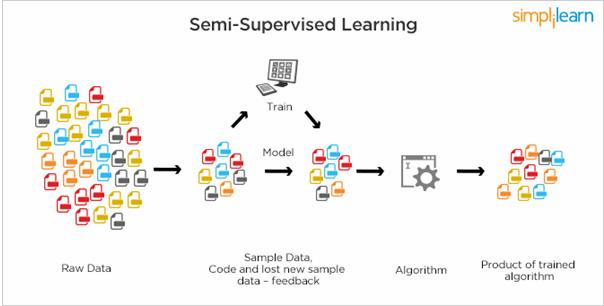 simplilearn
Semi-Supervised Learning
Train
Model
Raw Data
Sample Data,
Code and lost new sample
data – feedback
Algorithm
Product of trained
algorithm